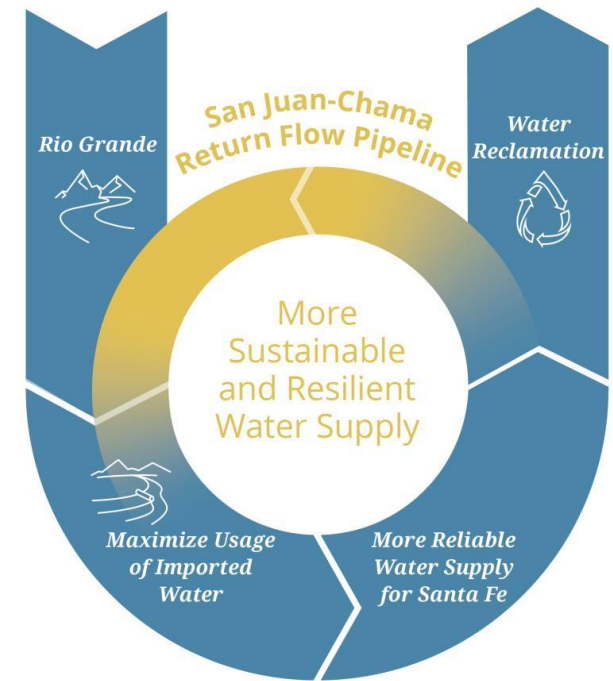 San Juan-Chama
Return Flow Pipeline
Rio Grande
Water
Reclamation
More
Sustainable
and Resilient
Water Supply
Maximize Usage
of Imported
Water
More Reliable
Water Supply
for Santa Fe